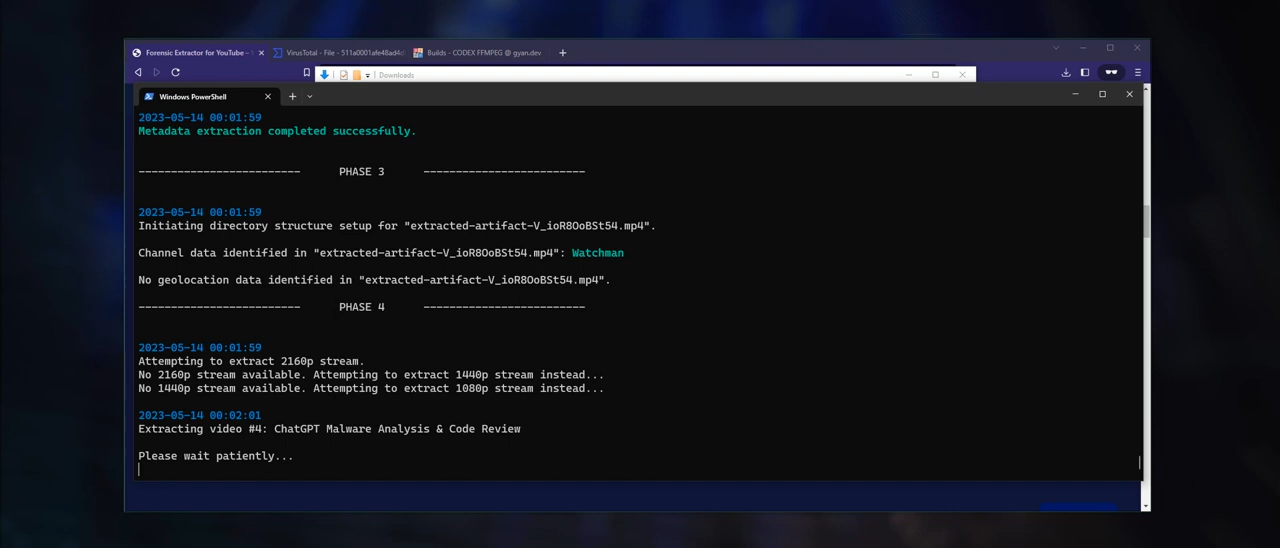 Forensic Extractor for YouTube -
VirusTotal - File - 511a0001afe48ad4
Builds - CODEX FFMPEG @ gyan.dev
Downloads
Windows PowerShell
2023-05-14 00:01:59
Metadata extraction completed successfully.
------------------------- PHASE 3 -------------------------
2023-05-14 00:01:59
Initiating directory structure setup for "extracted-artifact-V_ioR8OoBSt54.mp4".
Channel data identified in "extracted-artifact-V_ioR8OoBSt54.mp4": Watchman
No geolocation data identified in "extracted-artifact-V_ioR8OoBSt54.mp4".
------------------------- PHASE 4 -------------------------
2023-05-14 00:01:59
Attempting to extract 2160p stream.
No 2160p stream available. Attempting to extract 1440p stream instead...
No 1440p stream available. Attempting to extract 1080p stream instead...
2023-05-14 00:02:01
Extracting video #4: ChatGPT Malware Analysis & Code Review
Please wait patiently...